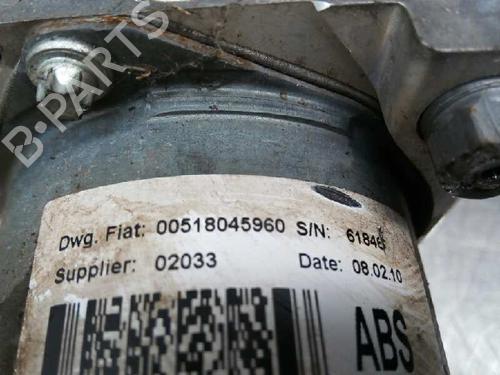 B-PARTS
Dwg. Fiat: 00518045960 S/N: 61846
Supplier: 02033 Date: 08.02.10
ABS